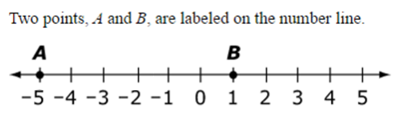 Two points, A and B, are labeled on the number line.
A B
-5 -4 -3 -2 -1 0 1 2 3 4 5